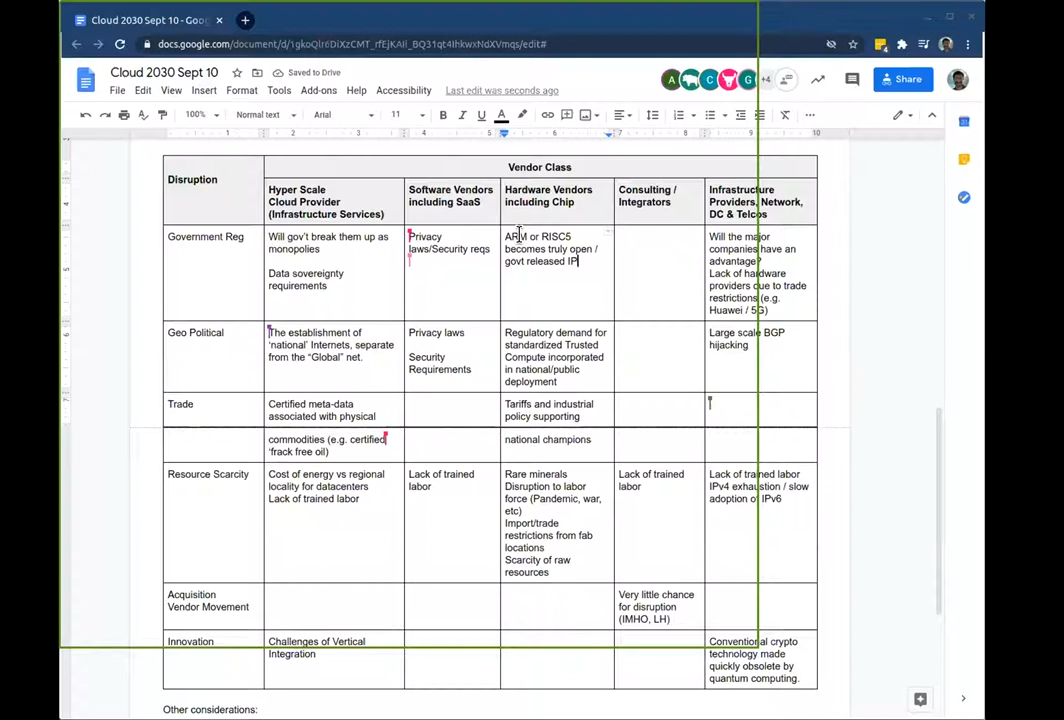 Cloud 2030 Sept 10 - Goo
docs.google.com/document/d/1gkoQlr6DiXzCMT_rfEjKAIl_BQ31qt4IhkwxNdXVmqs/edit#
Cloud 2030 Sept 10
Saved to Drive
File Edit View Insert Format Tools Add-ons Help Accessibility Last edit was seconds ago
A C G +4 Share
100% Normal text Arial 11 B I U A
2 3 4 5 6 7 8 9 10
Disruption
Vendor Class
Hyper Scale
Cloud Provider
(Infrastructure Services)
Software Vendors
including SaaS
Hardware Vendors
including Chip
Consulting /
Integrators
Infrastructure
Providers, Network,
DC & Telcos
Government Reg
Will gov't break them up as
monopolies
Data sovereignty
requirements
Privacy
laws/Security reqs
ARM or RISC5
becomes truly open /
govt released IP
Will the major
companies have an
advantage?
Lack of hardware
providers due to trade
restrictions (e.g.
Huawei / 5G)
Geo Political
The establishment of
'national' Internets, separate
from the "Global" net.
Privacy laws
Security
Requirements
Regulatory demand for
standardized Trusted
Compute incorporated
in national/public
deployment
Large scale BGP
hijacking
Trade
Certified meta-data
associated with physical
commodities (e.g. certified
'frack free oil)
Tariffs and industrial
policy supporting
national champions
Resource Scarcity
Cost of energy vs regional
locality for datacenters
Lack of trained labor
Lack of trained
labor
Rare minerals
Disruption to labor
force (Pandemic, war,
etc)
Import/trade
restrictions from fab
locations
Scarcity of raw
resources
Lack of trained
labor
Lack of trained labor
IPv4 exhaustion / slow
adoption of IPv6
Acquisition
Vendor Movement
Very little chance
for disruption
(IMHO, LH)
Innovation
Challenges of Vertical
Integration
Conventional crypto
technology made
quickly obsolete by
quantum computing.
Other considerations: